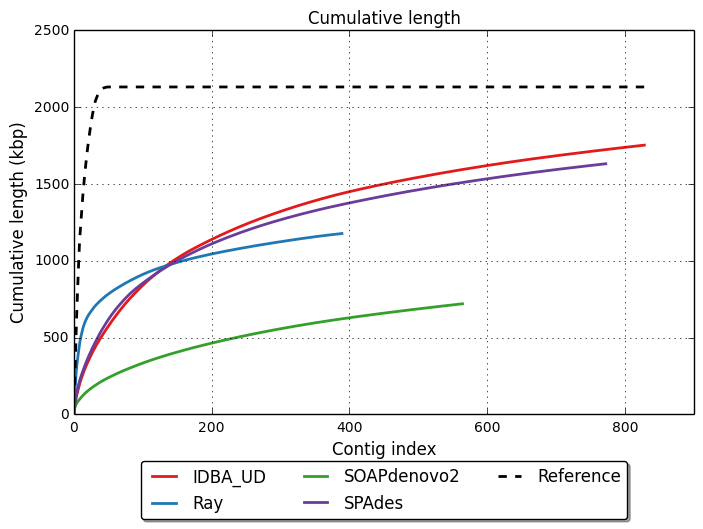 Cumulative length
2500
2000
1500
1000
500
0
Cumulative length (kbp)
0 200 400 600 800
Contig index
IDBA_UD SOAPdenovo2 Reference
Ray SPAdes